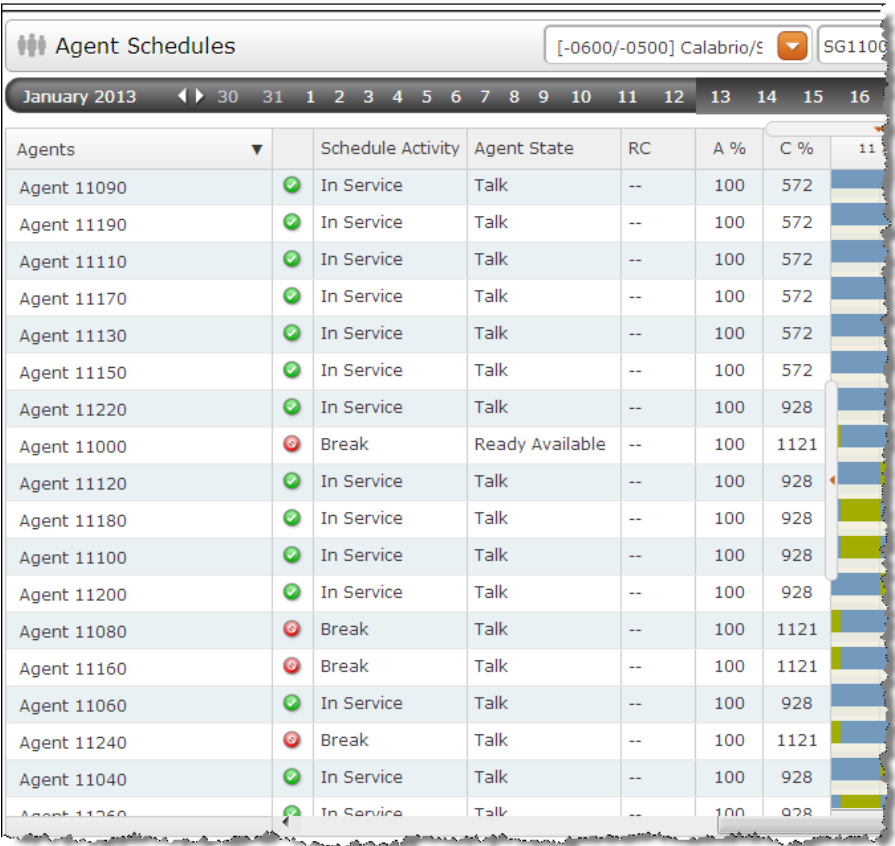 Agent Schedules [-0600/-0500] Calabrio/S SG1100
January 2013 30 31 1 2 3 4 5 6 7 8 9 10 11 12 13 14 15 16
Agents Schedule Activity Agent State RC A % C % 11
Agent 11090 In Service Talk -- 100 572
Agent 11190 In Service Talk -- 100 572
Agent 11110 In Service Talk -- 100 572
Agent 11170 In Service Talk -- 100 572
Agent 11130 In Service Talk -- 100 572
Agent 11150 In Service Talk -- 100 572
Agent 11220 In Service Talk -- 100 928
Agent 11000 Break Ready Available -- 100 1121
Agent 11120 In Service Talk -- 100 928
Agent 11180 In Service Talk -- 100 928
Agent 11100 In Service Talk -- 100 928
Agent 11200 In Service Talk -- 100 928
Agent 11080 Break Talk -- 100 1121
Agent 11160 Break Talk -- 100 1121
Agent 11060 In Service Talk -- 100 928
Agent 11240 Break Talk -- 100 1121
Agent 11040 In Service Talk -- 100 928
Agent 11260 In Service Talk -- 100 928